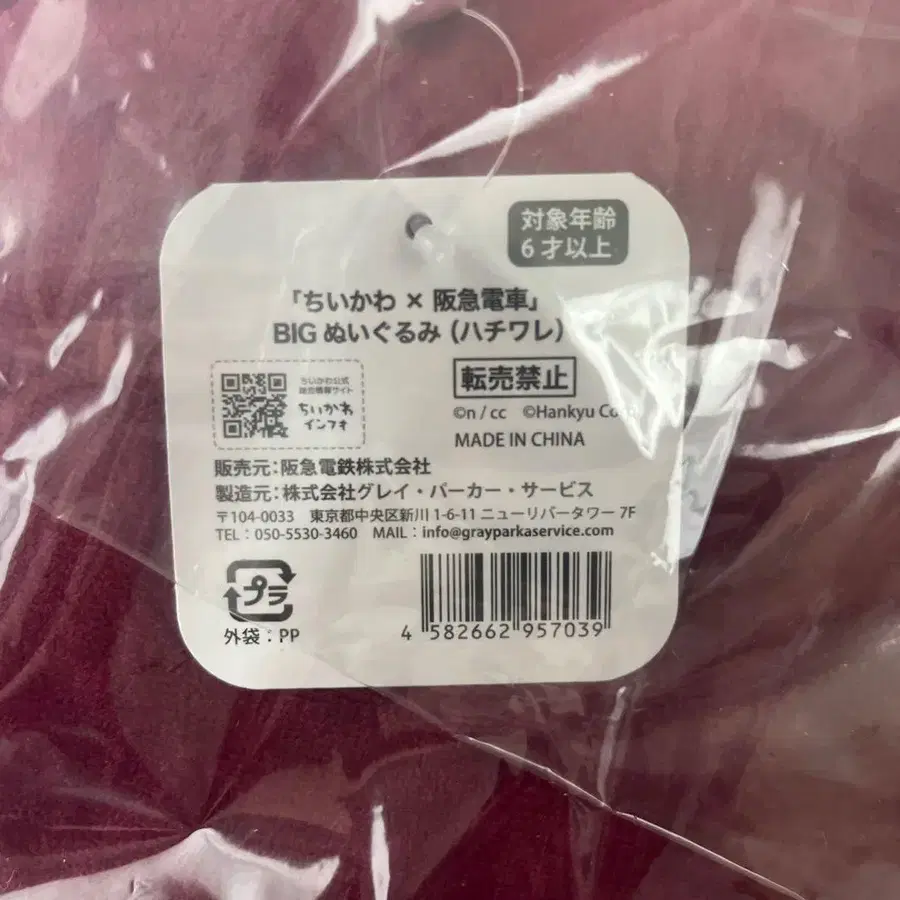 対象年齢
6才以上
「ちいかわ × 阪急電車」
BIG ぬいぐるみ (ハチワレ)
ちいかわ公式
総合情報サイト
ちいかわ
インフォ
転売禁止
©n / cc ©Hankyu
MADE IN CHINA
販売元:阪急電鉄株式会社
製造元:株式会社グレイ・パーカー・サービス
〒104-0033 東京都中央区新川 1-6-11 ニューリバータワー 7F
TEL:050-5530-3460 MAIL:info@grayparkaservice.com
プラ
外袋:PP
4 582662 957039